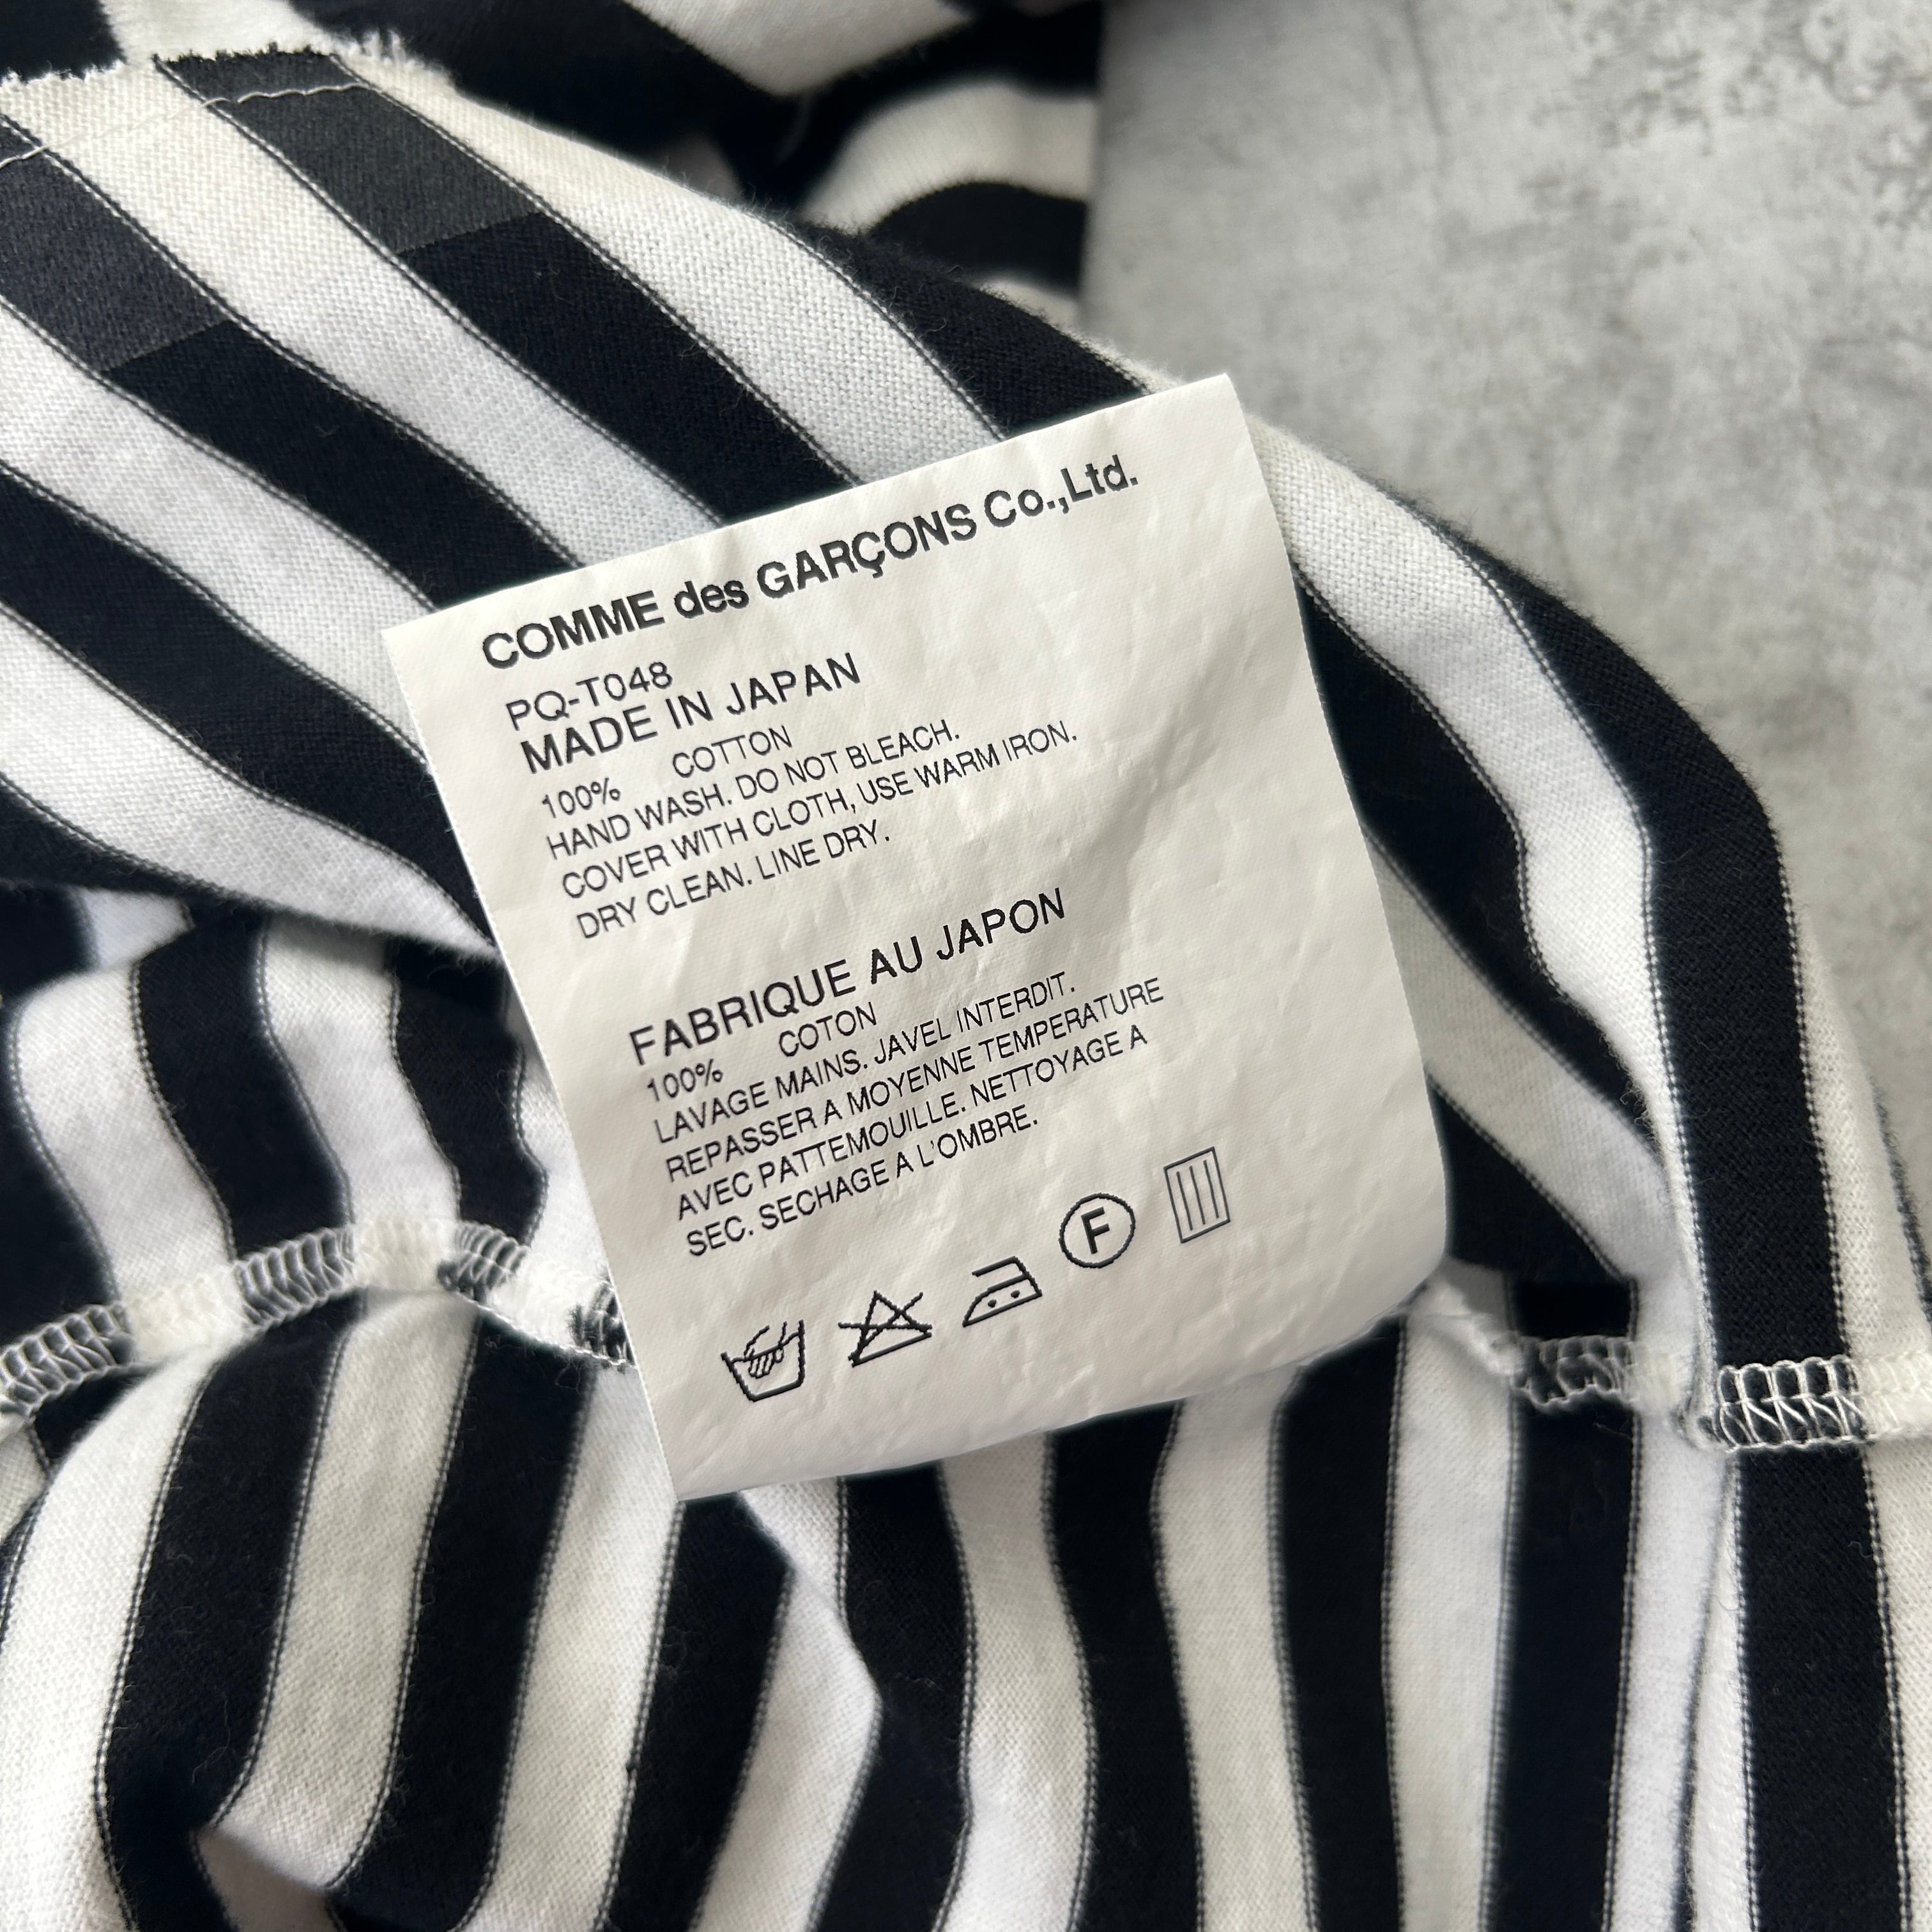 COMME des GARÇONS Co.,Ltd.
PQ-T048
MADE IN JAPAN
100% COTTON
HAND WASH. DO NOT BLEACH.
COVER WITH CLOTH, USE WARM IRON.
DRY CLEAN. LINE DRY.
FABRIQUE AU JAPON
100% COTON
LAVAGE MAINS. JAVEL INTERDIT.
REPASSER A MOYENNE TEMPERATURE
AVEC PATTEMOUILLE. NETTOYAGE A
SEC. SECHAGE A L'OMBRE.
F